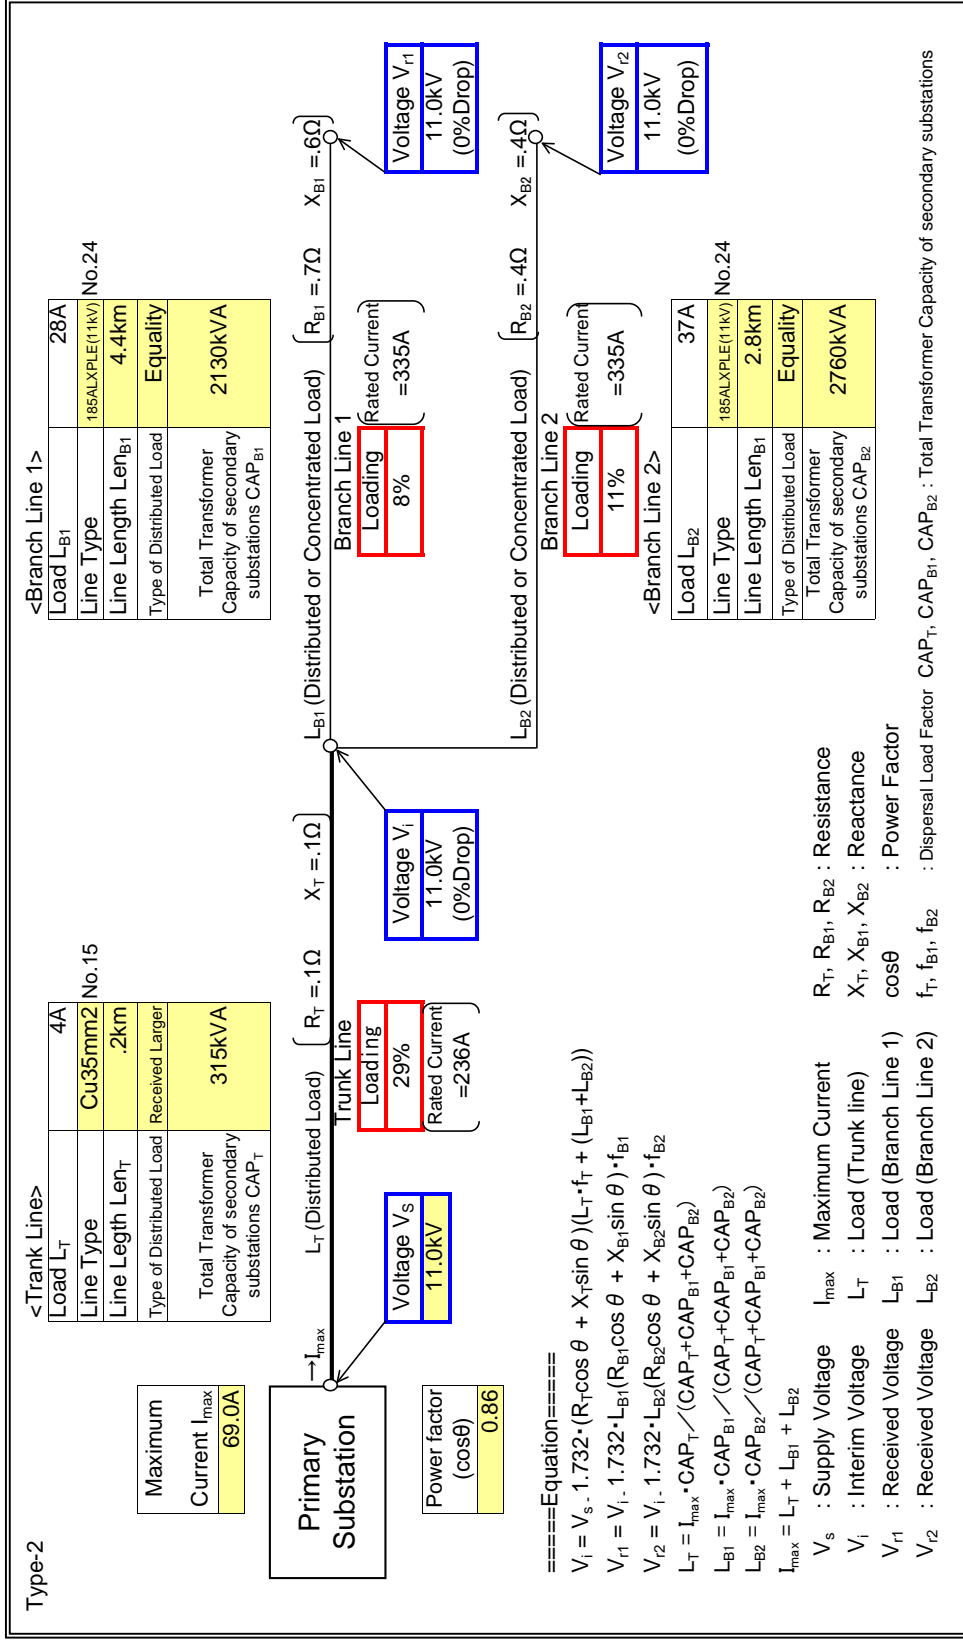 Type-2
<Trank Line>
Load LT 4A
Line Type Cu35mm2 No.15
Line Legth LenT .2km
Type of Distributed Load Received Larger
Total Transformer
Capacity of secondary
substations CAPT
315kVA
<Branch Line 1>
Load LB1 28A
Line Type 185ALXPLE(11kV) No.24
Line Length LenB1 4.4km
Type of Distributed Load Equality
Total Transformer
Capacity of secondary
substations CAPB1
2130kVA
Maximum
Current Imax
69.0A
Primary
Substation
→Imax
LT (Distributed Load)
RT =.1Ω XT =.1Ω
LB1 (Distributed or Concentrated Load)
RB1 =.7Ω XB1 =.6Ω
Trunk Line
Loading
29%
Rated Current
=236A
Branch Line 1
Loading
8%
Rated Current
=335A
Voltage VS
11.0kV
Voltage Vi
11.0kV
(0%Drop)
Voltage Vr1
11.0kV
(0%Drop)
Power factor
(cosθ)
0.86
LB2 (Distributed or Concentrated Load)
RB2 =.4Ω XB2 =.4Ω
Branch Line 2
Loading
11%
Rated Current
=335A
Voltage Vr2
11.0kV
(0%Drop)
<Branch Line 2>
Load LB2 37A
Line Type 185ALXPLE(11kV) No.24
Line Length LenB1 2.8km
Type of Distributed Load Equality
Total Transformer
Capacity of secondary
substations CAPB2
2760kVA
=====Equation=====
Vi = Vs - 1.732・(RTcosθ + XTsinθ)(LT・fT + (LB1+LB2))
Vr1 = Vi - 1.732・LB1(RB1cosθ + XB1sinθ)・fB1
Vr2 = Vi - 1.732・LB2(RB2cosθ + XB2sinθ)・fB2
LT = Imax・CAPT／(CAPT+CAPB1+CAPB2)
LB1 = Imax・CAPB1／(CAPT+CAPB1+CAPB2)
LB2 = Imax・CAPB2／(CAPT+CAPB1+CAPB2)
Imax = LT + LB1 + LB2
Vs : Supply Voltage Imax : Maximum Current RT, RB1, RB2 : Resistance
Vi : Interim Voltage LT : Load (Trunk line) XT, XB1, XB2 : Reactance
Vr1 : Received Voltage LB1 : Load (Branch Line 1) cosθ : Power Factor
Vr2 : Received Voltage LB2 : Load (Branch Line 2) fT, fB1, fB2 : Dispersal Load Factor CAPT, CAPB1, CAPB2 : Total Transformer Capacity of secondary substations